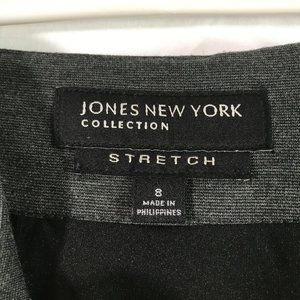 JONES NEW YORK
COLLECTION
STRETCH
8
MADE IN
PHILIPPINES